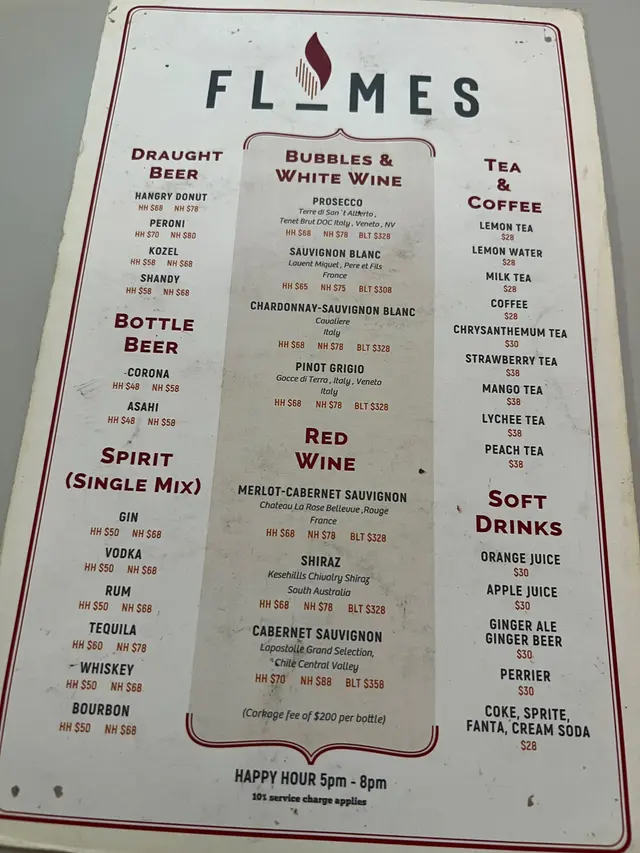 FLAMES
DRAUGHT
BEER
HANGRY DONUT
HH $68 NH $78
PERONI
HH $70 NH $80
KOZEL
HH $58 NH $68
SHANDY
HH $58 NH $68
BOTTLE
BEER
CORONA
HH $48 NH $58
ASAHI
HH $48 NH $58
SPIRIT
(SINGLE MIX)
GIN
HH $50 NH $68
VODKA
HH $50 NH $68
RUM
HH $50 NH $68
TEQUILA
HH $60 NH $78
WHISKEY
HH $50 NH $68
BOURBON
HH $50 NH $68
BUBBLES &
WHITE WINE
PROSECCO
Terre di San't Alberto,
Tenet Brut DOC Italy, Veneto, NV
HH $68 NH $78 BLT $328
SAUVIGNON BLANC
Lauent Miquel, Pere et Fils
France
HH $65 NH $75 BLT $308
CHARDONNAY-SAUVIGNON BLANC
Cavaliere
Italy
HH $68 NH $78 BLT $328
PINOT GRIGIO
Gocce di Terra, Italy, Veneto
Italy
HH $68 NH $78 BLT $328
RED
WINE
MERLOT-CABERNET SAUVIGNON
Chateau La Rose Bellevue, Rouge
France
HH $68 NH $78 BLT $328
SHIRAZ
Kesehillls Chivalry Shiraz
South Australia
HH $68 NH $78 BLT $328
CABERNET SAUVIGNON
Lapostolle Grand Selection,
Chile Central Valley
HH $70 NH $88 BLT $358
(Corkage fee of $200 per bottle)
TEA
&
COFFEE
LEMON TEA
$28
LEMON WATER
$28
MILK TEA
$28
COFFEE
$28
CHRYSANTHEMUM TEA
$30
STRAWBERRY TEA
$38
MANGO TEA
$38
LYCHEE TEA
$38
PEACH TEA
$38
SOFT
DRINKS
ORANGE JUICE
$30
APPLE JUICE
$30
GINGER ALE
GINGER BEER
$30
PERRIER
$30
COKE, SPRITE,
FANTA, CREAM SODA
$28
HAPPY HOUR 5pm - 8pm
10% service charge applies